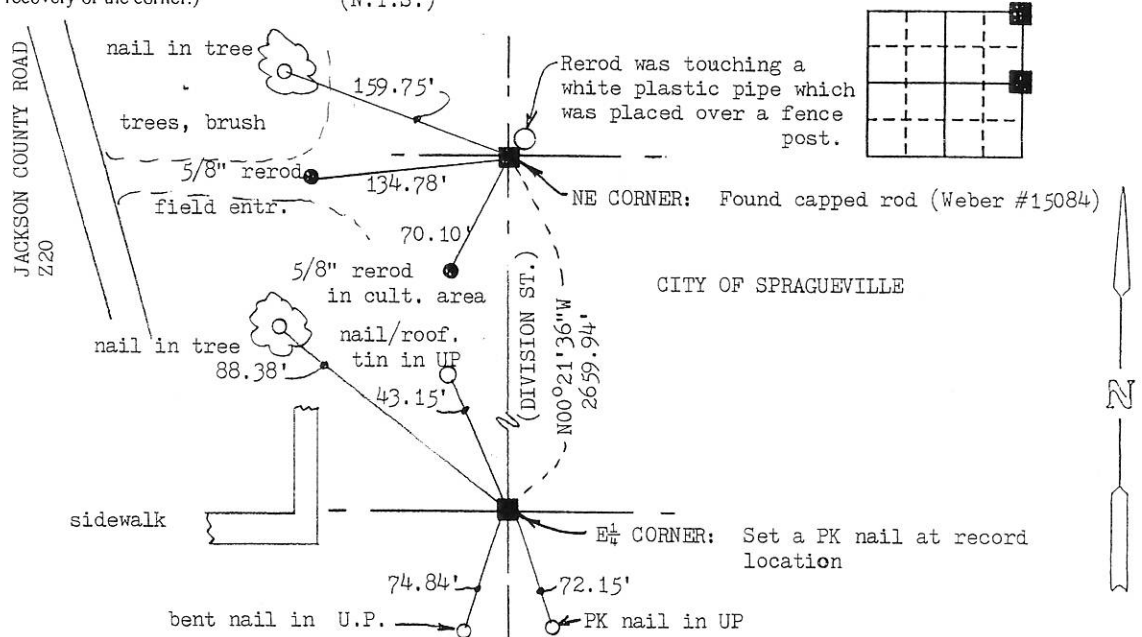 recovery of the corner.)
(N.T.S.)
JACKSON COUNTY ROAD
Z20
nail in tree
159.75'
trees, brush
5/8" rerod
134.78'
field entr.
70.10'
5/8" rerod
in cult. area
Rerod was touching a
white plastic pipe which
was placed over a fence
post.
NE CORNER: Found capped rod (Weber #15084)
CITY OF SPRAGUEVILLE
(DIVISION ST.)
N00°21'36"W
2659.94'
nail in tree
88.38'
nail/roof.
tin in UP
43.15'
N
sidewalk
E¼ CORNER: Set a PK nail at record
location
74.84'
72.15'
bent nail in U.P.
PK nail in UP